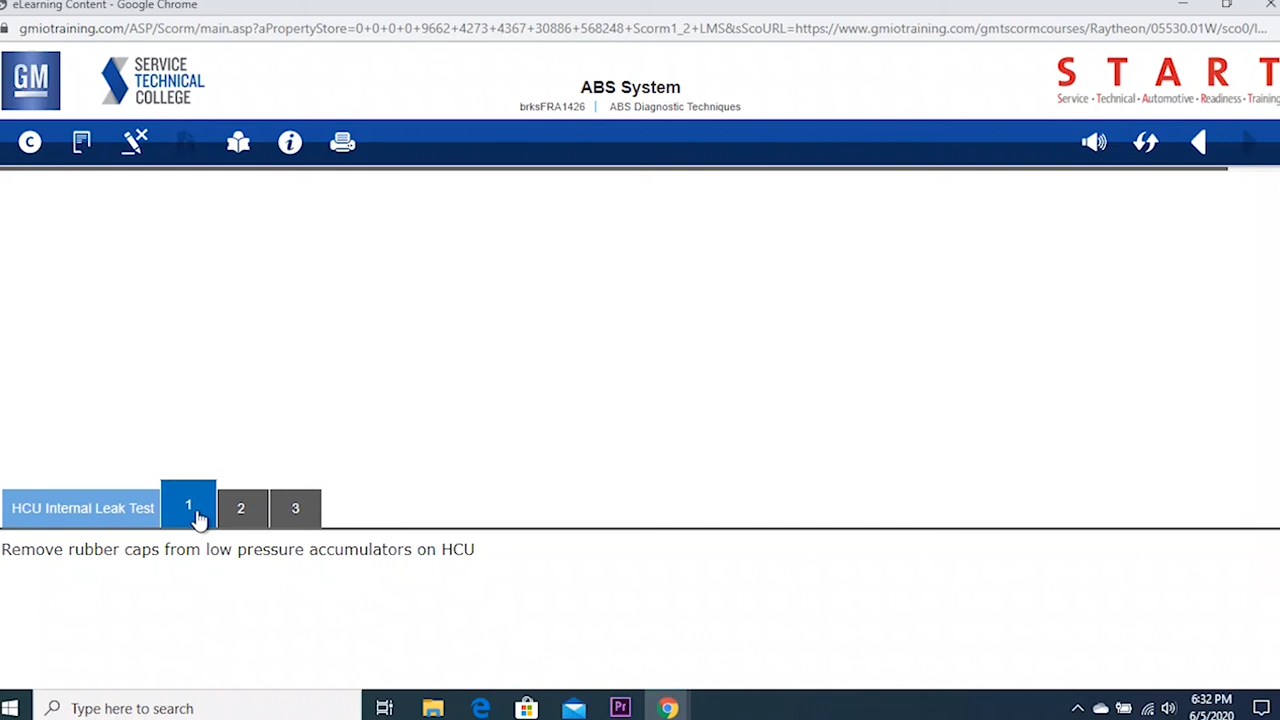 eLearning Content - Google Chrome
gmiotraining.com/ASP/Scorm/main.asp?aPropertyStore=0+0+0+0+9662+4273+4367+30886+568248+Scorm1_2+LMS&sScoURL=https://www.gmiotraining.com/gmtscormcourses/Raytheon/05530.01W/sco0/l...
GM
SERVICE
TECHNICAL
COLLEGE
ABS System
brksFRA1426 | ABS Diagnostic Techniques
START
Service • Technical • Automotive • Readiness • Training
C
HCU Internal Leak Test 1 2 3
Remove rubber caps from low pressure accumulators on HCU
Type here to search
Pr
6:32 PM
6/5/2020